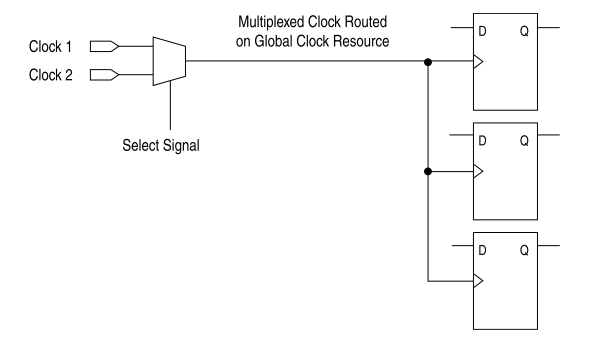 Multiplexed Clock Routed
on Global Clock Resource
Clock 1
Clock 2
Select Signal
D Q
D Q
D Q